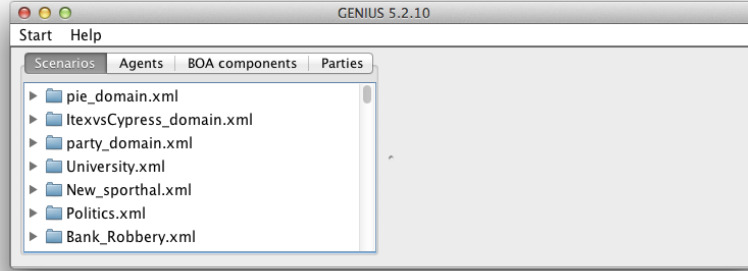 GENIUS 5.2.10
Start Help
Scenarios Agents BOA components Parties
pie_domain.xml
ItexvsCypress_domain.xml
party_domain.xml
University.xml
New_sporthal.xml
Politics.xml
Bank_Robbery.xml